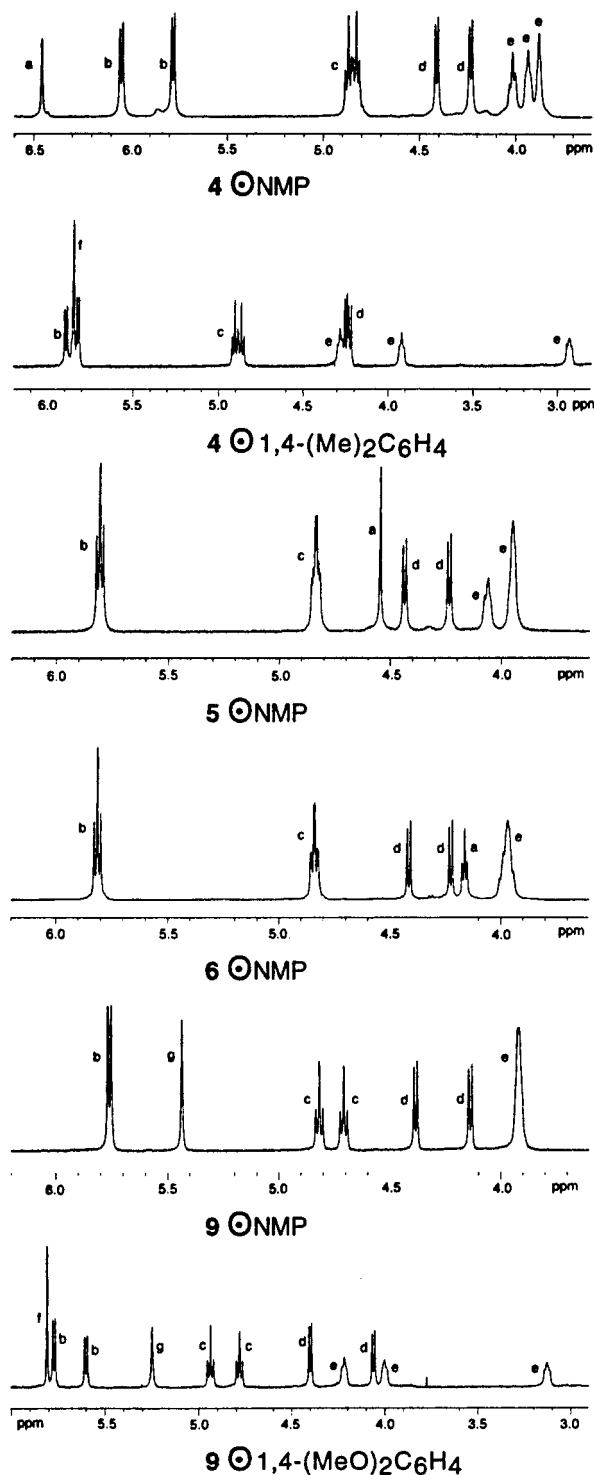 a b b c d d e e e
6.5 6.0 5.5 5.0 4.5 4.0 ppm
4 ⊙NMP
b f c e d e e
6.0 5.5 5.0 4.5 4.0 3.5 3.0 ppm
4 ⊙ 1,4-(Me)2C6H4
b c a d d e e
6.0 5.5 5.0 4.5 4.0 ppm
5 ⊙NMP
b c d d a e
6.0 5.5 5.0 4.5 4.0 ppm
6 ⊙NMP
b g c c d d e
6.0 5.5 5.0 4.5 4.0 ppm
9 ⊙NMP
f b b g c c d e d e e
ppm 5.5 5.0 4.5 4.0 3.5 3.0
9 ⊙ 1,4-(MeO)2C6H4